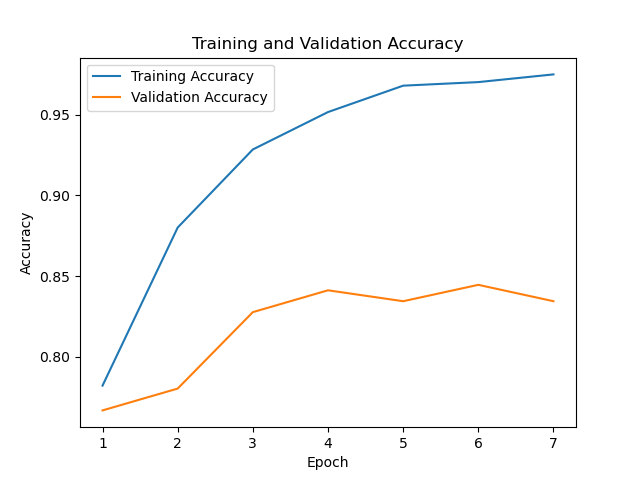 Training and Validation Accuracy
Training Accuracy
Validation Accuracy
Accuracy
0.95
0.90
0.85
0.80
1 2 3 4 5 6 7
Epoch